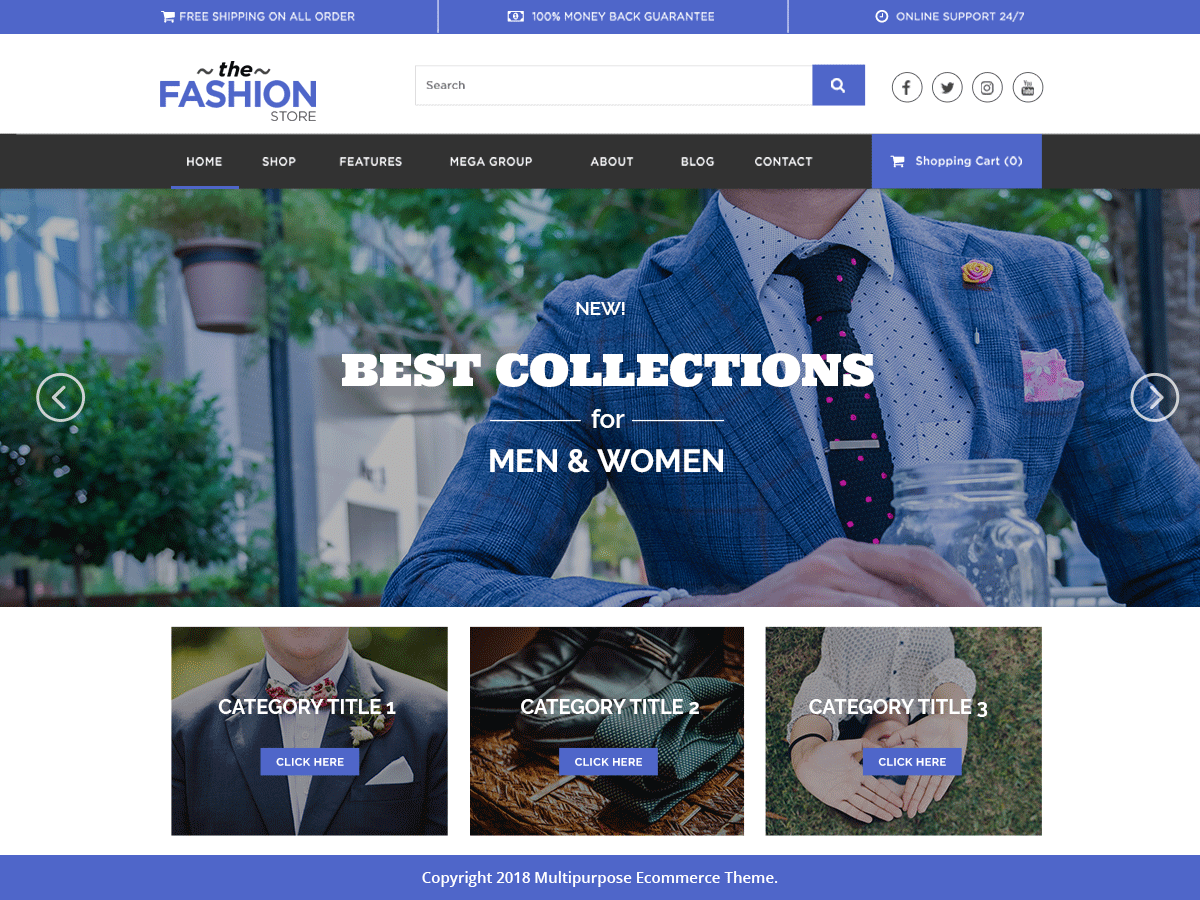 FREE SHIPPING ON ALL ORDER
100% MONEY BACK GUARANTEE
ONLINE SUPPORT 24/7
~the~
FASHION
STORE
Search
You
Tube
HOME
SHOP
FEATURES
MEGA GROUP
ABOUT
BLOG
CONTACT
Shopping Cart (0)
NEW!
BEST COLLECTIONS
for
MEN & WOMEN
CATEGORY TITLE 1
CLICK HERE
CATEGORY TITLE 2
CLICK HERE
CATEGORY TITLE 3
CLICK HERE
Copyright 2018 Multipurpose Ecommerce Theme.